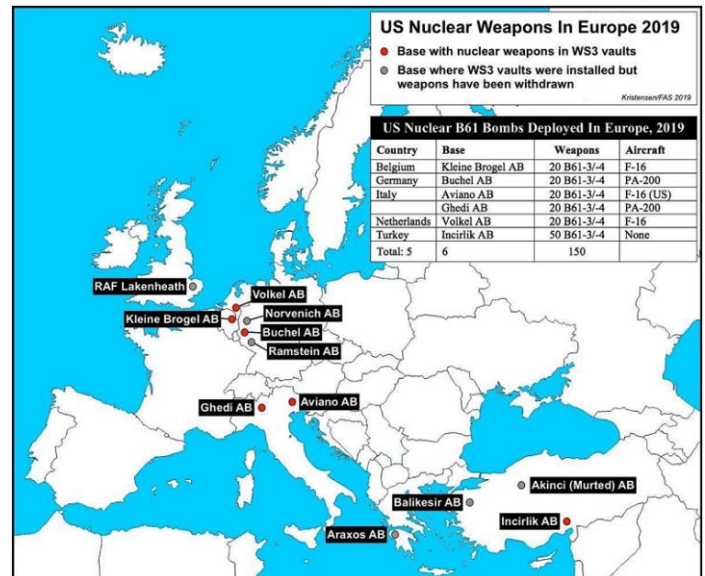 US Nuclear Weapons In Europe 2019
Base with nuclear weapons in WS3 vaults
Base where WS3 vaults were installed but
weapons have been withdrawn
Kristensen/FAS 2019
US Nuclear B61 Bombs Deployed In Europe, 2019
Country Base Weapons Aircraft
Belgium Kleine Brogel AB 20 B61-3/-4 F-16
Germany Buchel AB 20 B61-3/-4 PA-200
Italy Aviano AB 20 B61-3/-4 F-16 (US)
Ghedi AB 20 B61-3/-4 PA-200
Netherlands Volkel AB 20 B61-3/-4 F-16
Turkey Incirlik AB 50 B61-3/-4 None
Total: 5 6 150
RAF Lakenheath
Volkel AB
Norvenich AB
Kleine Brogel AB
Buchel AB
Ramstein AB
Ghedi AB
Aviano AB
Akinci (Murted) AB
Balikesir AB
Incirlik AB
Araxos AB